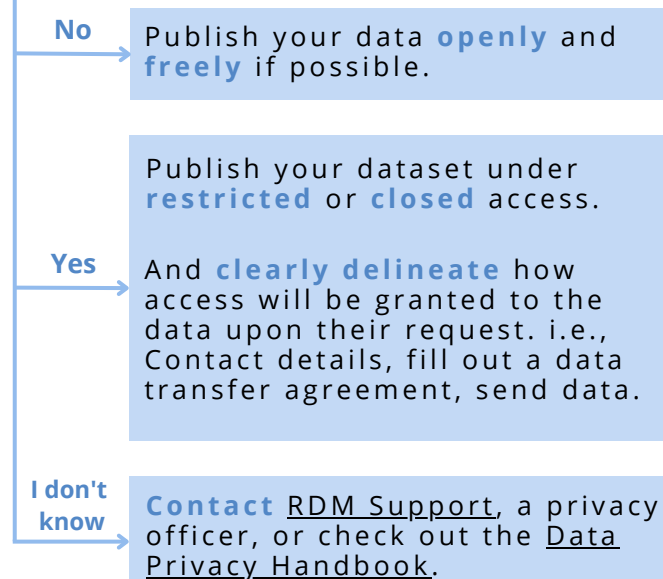 No
Publish your data openly and
freely if possible.
Publish your dataset under
restricted or closed access.
Yes
And clearly delineate how
access will be granted to the
data upon their request. i.e.,
Contact details, fill out a data
transfer agreement, send data.
I don't
know
Contact RDM Support, a privacy
officer, or check out the Data
Privacy Handbook.